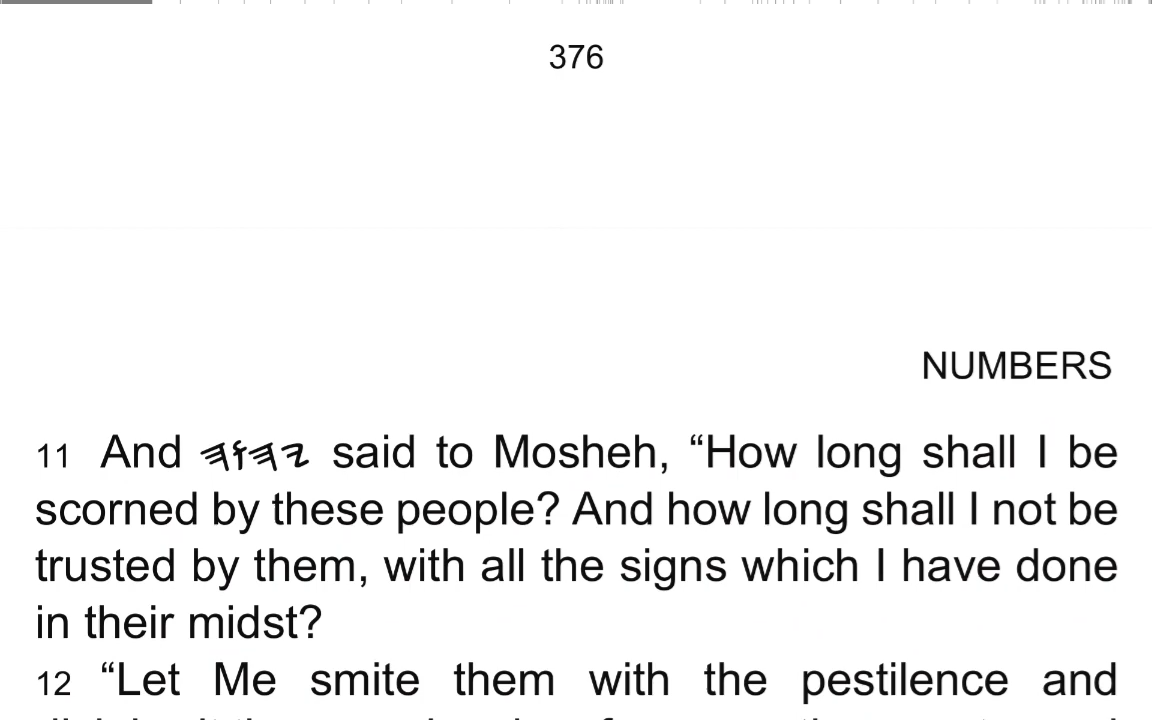 376
NUMBERS
11 And 𐤉𐤄𐤅𐤄 said to Mosheh, “How long shall I be
scorned by these people? And how long shall I not be
trusted by them, with all the signs which I have done
in their midst?
12 “Let Me smite them with the pestilence and